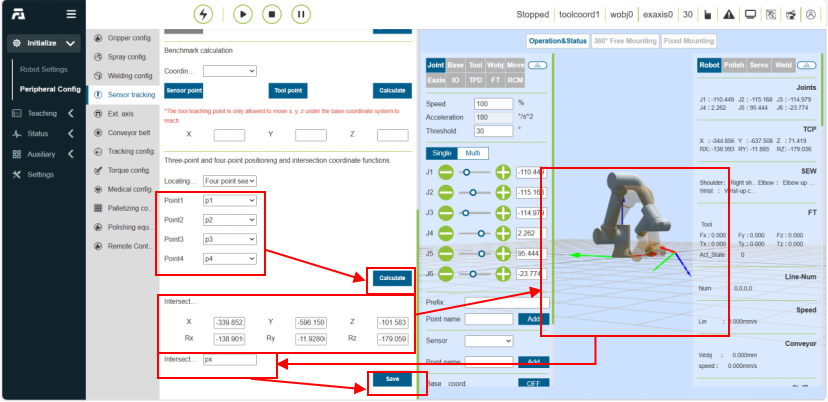 Stopped toolcoord1 wobj0 exaxis0 30
Initialize
Robot Settings
Peripheral Config
Teaching
Status
Auxiliary
Settings
Gripper config.
Spray config.
Welding config.
Sensor tracking
Ext. axis
Conveyor belt
Tracking config.
Torque config.
Medical config.
Palletizing co...
Polishing equ...
Remote Cont...
Benchmark calculation
Coordin...
Sensor point Tool point Calculate
*The tool teaching point is only allowed to move x, y, z under the base coordinate system to
reach
X Y Z
Three-point and four-point positioning and intersection coordinate functions
Locating... Four point sea
Point1 p1
Point2 p2
Point3 p3
Point4 p4
Calculate
Intersect...
X -339.852 Y -596.150 Z -101.583
Rx -138.901 Ry -11.9280 Rz -179.059
Intersect... px
Save
Operation&Status 360° Free Mounting Fixed Mounting
Joint Base Tool Wobj Move
Eaxis IO TPD FT RCM
Speed 100 %
Acceleration 180 °/s^2
Threshold 30 °
Single Multi
J1 -110.449
J2 -115.168
J3 -114.979
J4 2.262
J5 95.444
J6 -23.774
Prefix
Point name Add
Sensor
Point name Add
Base coord. OFF
Robot Polish Servo Weld
Joints
J1 : -110.449 J2 : -115.168 J3 : -114.979
J4 : 2.262 J5 : 95.444 J6 : -23.774
TCP
X : -344.856 Y : -637.508 Z : 71.419
RX: -138.993 RY: -11.885 RZ: -179.036
SEW
Shoulder: Right sh... Elbow : Elbow up ...
Wrist : Wrist-up c...
FT
Tool
Fx : 0.000 Fy : 0.000 Fz : 0.000
Tx : 0.000 Ty : 0.000 Tz : 0.000
Act_State 0
Line-Num
Num 0,0,0,0
Speed
Lin : 0.000mm/s
Conveyor
Wobj : 0.000mm
speed : 0.000mm/s